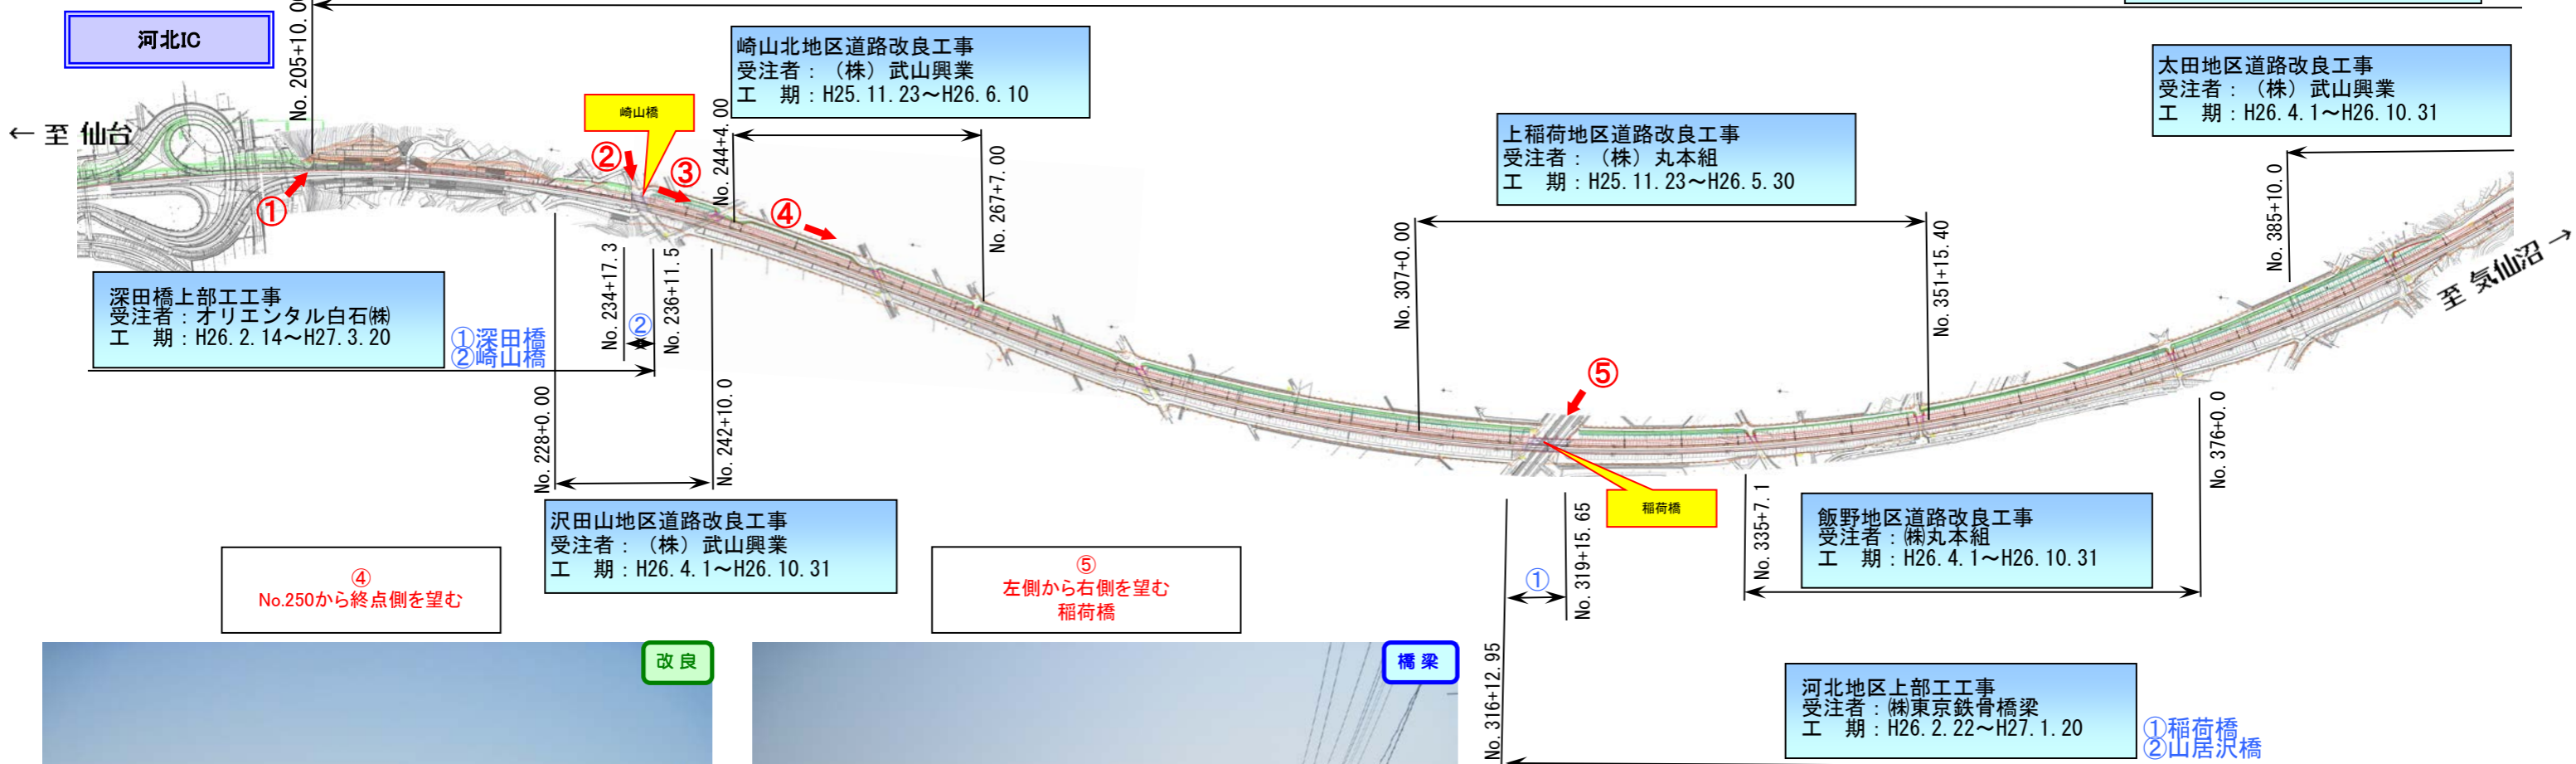 河北IC
No.205+10.00
← 至 仙台
崎山北地区道路改良工事
受注者：（株）武山興業
工　期：H25.11.23～H26.6.10
崎山橋
太田地区道路改良工事
受注者：（株）武山興業
工　期：H26.4.1～H26.10.31
上稲荷地区道路改良工事
受注者：（株）丸本組
工　期：H25.11.23～H26.5.30
①
②
③
④
⑤
No.244+4.00
No.267+7.00
No.307+0.00
No.351+15.40
No.385+10.0
至 気仙沼 →
深田橋上部工工事
受注者：オリエンタル白石㈱
工　期：H26.2.14～H27.3.20
①深田橋
②崎山橋
No.234+17.3
②
No.236+11.5
No.228+0.00
No.242+10.0
沢田山地区道路改良工事
受注者：（株）武山興業
工　期：H26.4.1～H26.10.31
稲荷橋
No.316+12.95
①
No.319+15.65
No.335+7.1
No.376+0.0
飯野地区道路改良工事
受注者：㈱丸本組
工　期：H26.4.1～H26.10.31
④
No.250から終点側を望む
⑤
左側から右側を望む
稲荷橋
改良
橋梁
河北地区上部工工事
受注者：㈱東京鉄骨橋梁
工　期：H26.2.22～H27.1.20
①稲荷橋
②山居沢橋